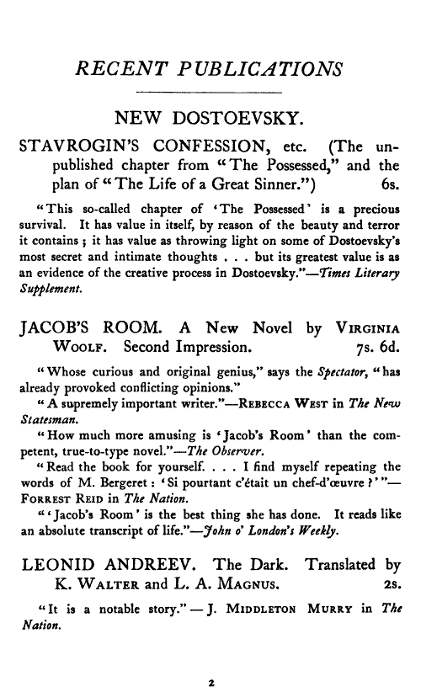 RECENT PUBLICATIONS
NEW DOSTOEVSKY.
STAVROGIN'S CONFESSION, etc. (The un-
published chapter from “The Possessed,” and the
plan of “The Life of a Great Sinner.”) 6s.
“This so-called chapter of ‘The Possessed’ is a precious
survival. It has value in itself, by reason of the beauty and terror
it contains; it has value as throwing light on some of Dostoevsky's
most secret and intimate thoughts . . . but its greatest value is as
an evidence of the creative process in Dostoevsky.”—Times Literary
Supplement.
JACOB'S ROOM. A New Novel by VIRGINIA
WOOLF. Second Impression. 7s. 6d.
“Whose curious and original genius,” says the Spectator, “has
already provoked conflicting opinions.”
“A supremely important writer.”—REBECCA WEST in The New
Statesman.
“How much more amusing is ‘Jacob's Room’ than the com-
petent, true-to-type novel.”—The Observer.
“Read the book for yourself. . . . I find myself repeating the
words of M. Bergeret: ‘Si pourtant c'était un chef-d'œuvre?’”—
FORREST REID in The Nation.
“‘Jacob's Room’ is the best thing she has done. It reads like
an absolute transcript of life.”—John o' London's Weekly.
LEONID ANDREEV. The Dark. Translated by
K. WALTER and L. A. MAGNUS. 2s.
“It is a notable story.”—J. MIDDLETON MURRY in The
Nation.
2